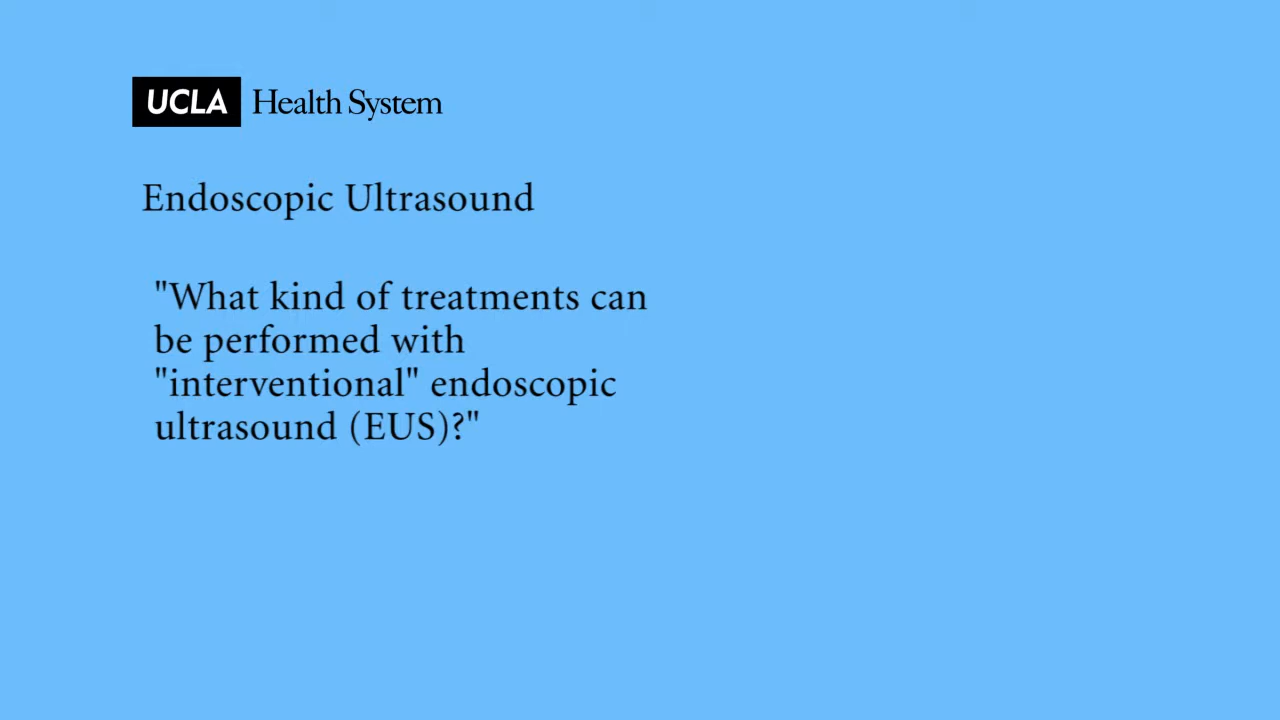 UCLA Health System
Endoscopic Ultrasound
"What kind of treatments can
be performed with
"interventional" endoscopic
ultrasound (EUS)?"